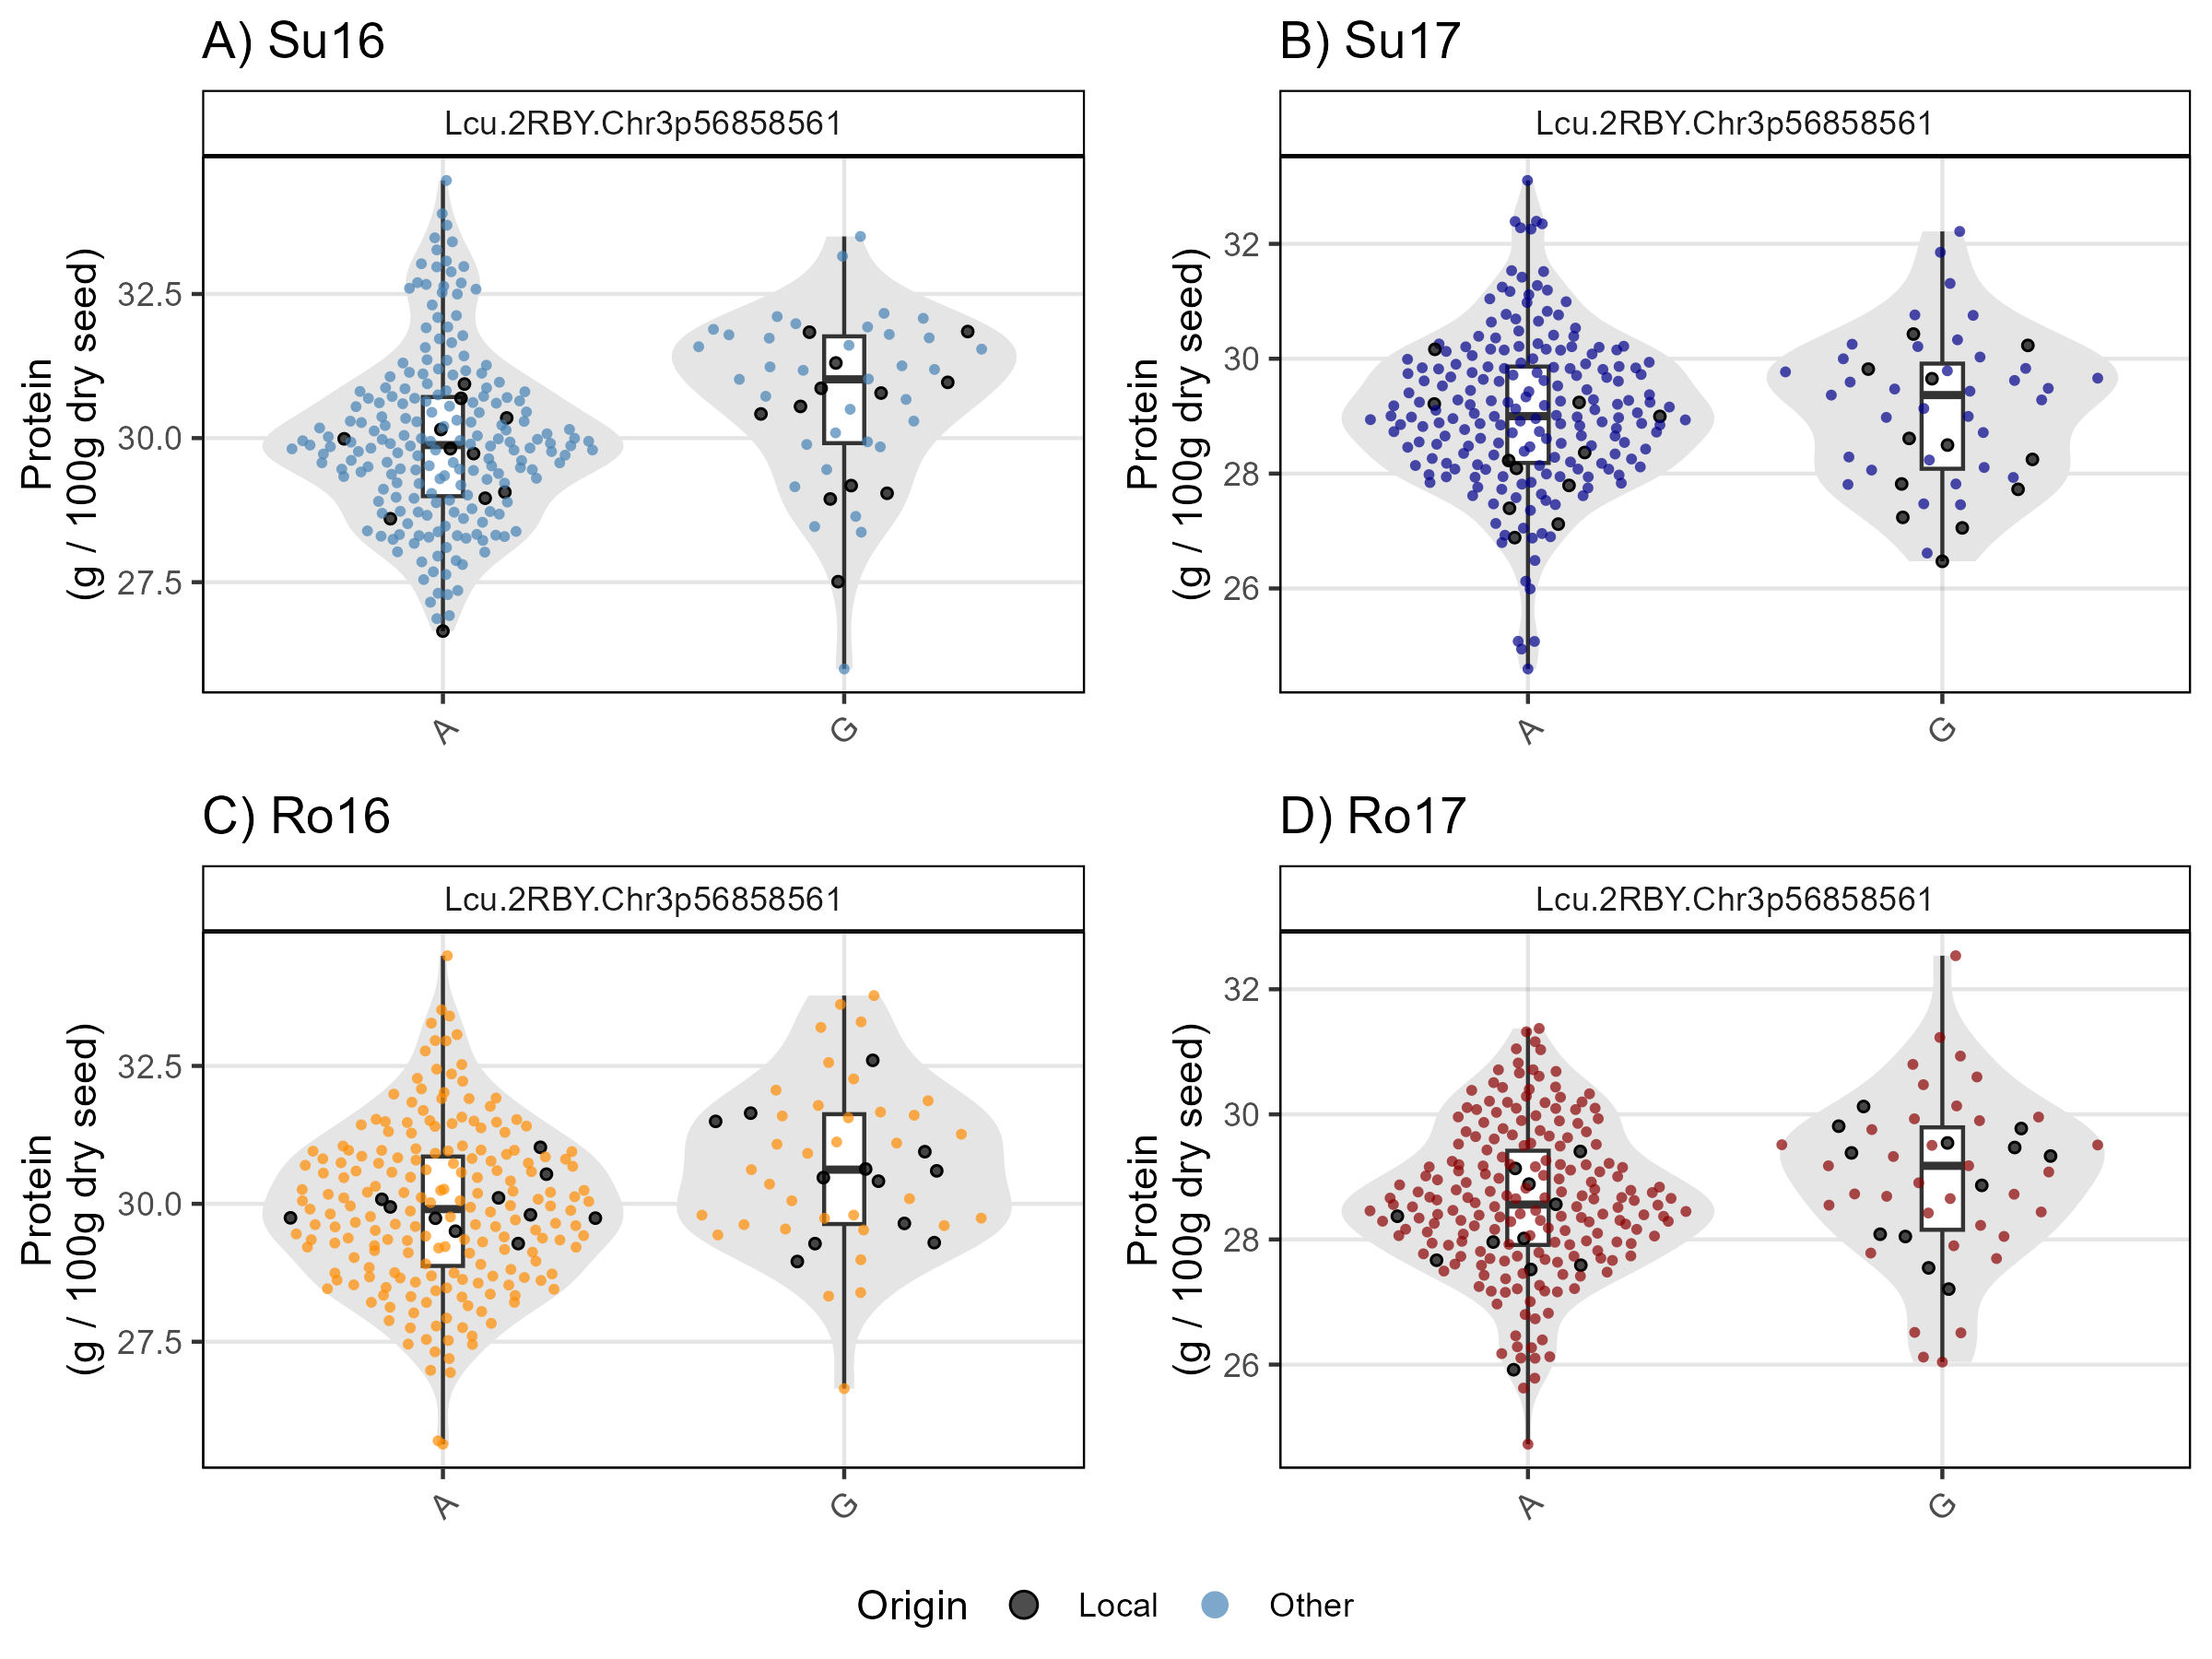 A) Su16
Lcu.2RBY.Chr3p56858561
Protein
(g / 100g dry seed)
32.5
30.0
27.5
A
G
B) Su17
Lcu.2RBY.Chr3p56858561
Protein
(g / 100g dry seed)
32
30
28
26
A
G
C) Ro16
Lcu.2RBY.Chr3p56858561
Protein
(g / 100g dry seed)
32.5
30.0
27.5
A
G
D) Ro17
Lcu.2RBY.Chr3p56858561
Protein
(g / 100g dry seed)
32
30
28
26
A
G
Origin Local Other